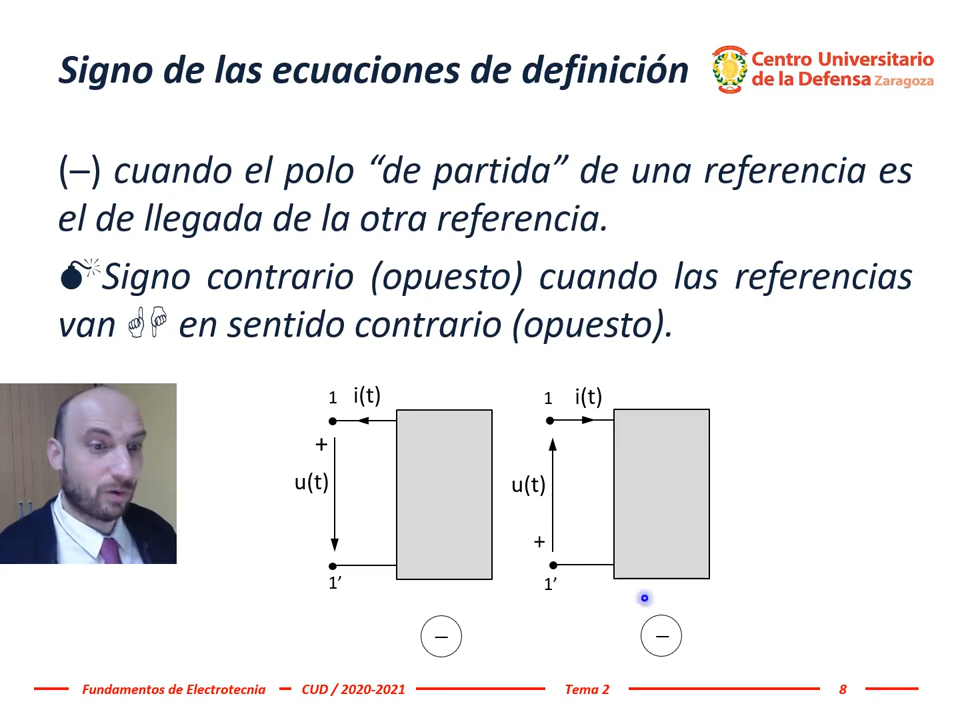 Signo de las ecuaciones de definición
Centro Universitario
de la Defensa Zaragoza
(–) cuando el polo “de partida” de una referencia es
el de llegada de la otra referencia.
Signo contrario (opuesto) cuando las referencias
van en sentido contrario (opuesto).
1 i(t)
+
u(t)
1’
–
1 i(t)
u(t)
+
1’
–
Fundamentos de Electrotecnia CUD / 2020-2021 Tema 2 8